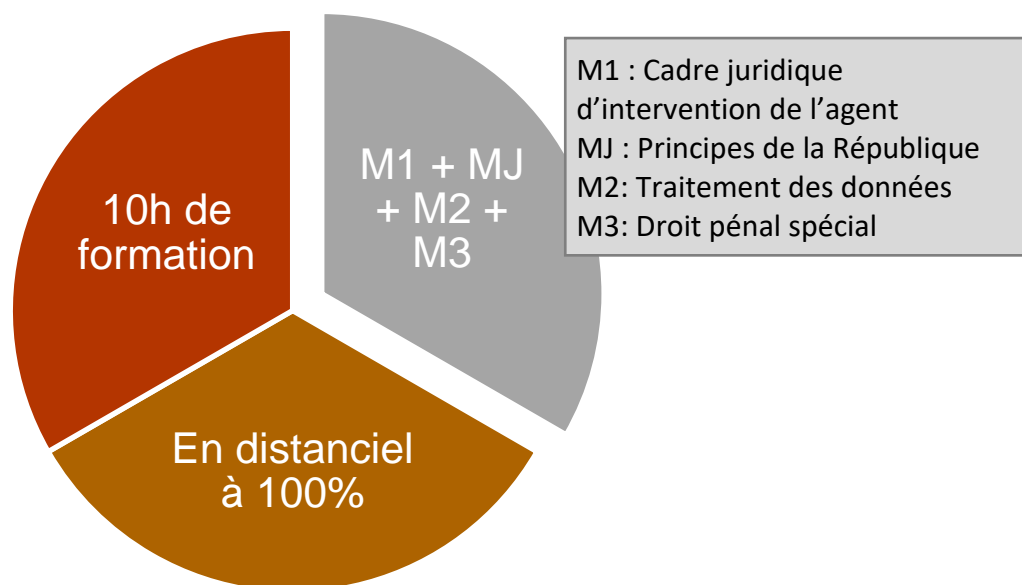 10h de
formation
M1 + MJ
+ M2 +
M3
En distanciel
à 100%
M1 : Cadre juridique
d’intervention de l’agent
MJ : Principes de la République
M2: Traitement des données
M3: Droit pénal spécial